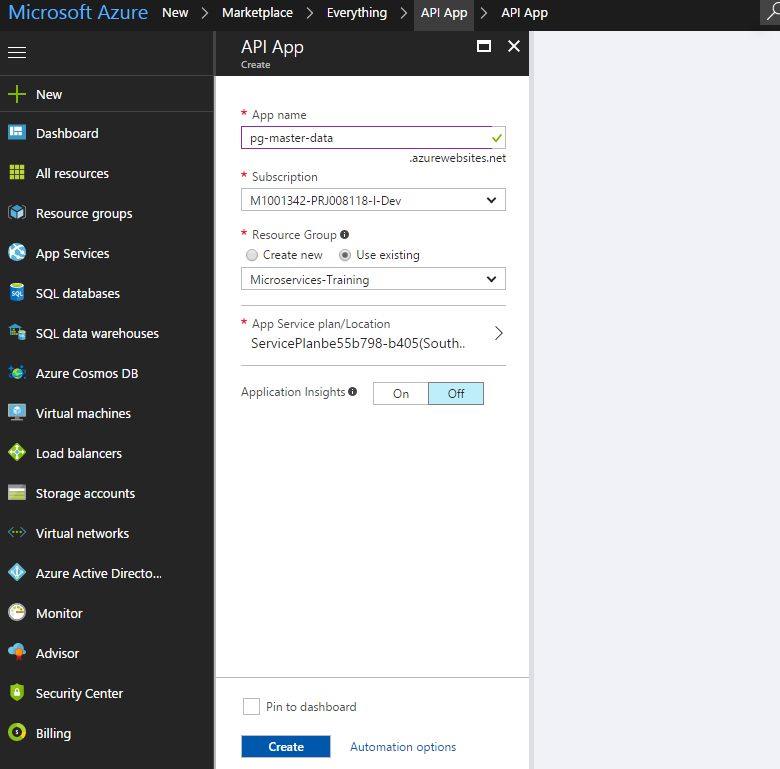 Microsoft Azure New Marketplace Everything API App API App
API App
Create
New
Dashboard
All resources
Resource groups
App Services
SQL databases
SQL data warehouses
Azure Cosmos DB
Virtual machines
Load balancers
Storage accounts
Virtual networks
Azure Active Directo...
Monitor
Advisor
Security Center
Billing
* App name
pg-master-data
.azurewebsites.net
* Subscription
M1001342-PRJ008118-I-Dev
* Resource Group
Create new Use existing
Microservices-Training
* App Service plan/Location
ServicePlanbe55b798-b405(South..
Application Insights On Off
Pin to dashboard
Create Automation options